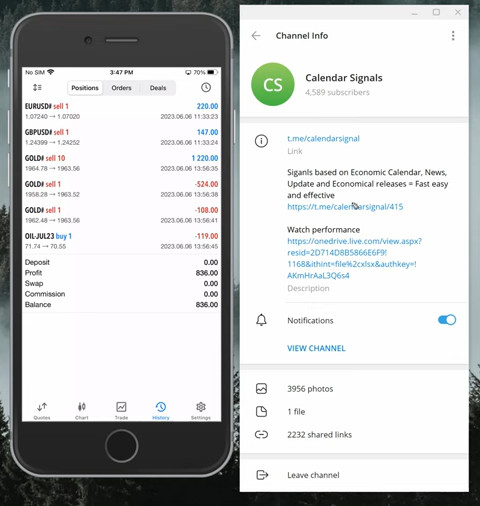 No SIM 3:47 PM 70%
Positions Orders Deals
EURUSD# sell 1 220.00
1.07240 → 1.07020 2023.06.06 11:33:23
GBPUSD# sell 1 147.00
1.24399 → 1.24252 2023.06.06 11:33:24
GOLD# sell 10 1 220.00
1964.78 → 1963.56 2023.06.06 13:56:35
GOLD# sell 1 -524.00
1958.28 → 1963.52 2023.06.06 13:56:38
GOLD# sell 1 -108.00
1962.48 → 1963.56 2023.06.06 13:56:41
OIL-JUL23 buy 1 -119.00
71.74 → 70.55 2023.06.06 13:56:45
Deposit 0.00
Profit 836.00
Swap 0.00
Commission 0.00
Balance 836.00
Quotes Chart Trade History Settings
Channel Info
CS
Calendar Signals
4,589 subscribers
t.me/calendarsignal
Link
Siganls based on Economic Calendar, News,
Update and Economical releases = Fast easy
and effective
https://t.me/calendarsignal/415
Watch performance
https://onedrive.live.com/view.aspx?
resid=2D714D8B5866E6F9!
1168&ithint=file%2cxlsx&authkey=!
AKmHrAaL3Q6s4
Description
Notifications
VIEW CHANNEL
3956 photos
1 file
2232 shared links
Leave channel